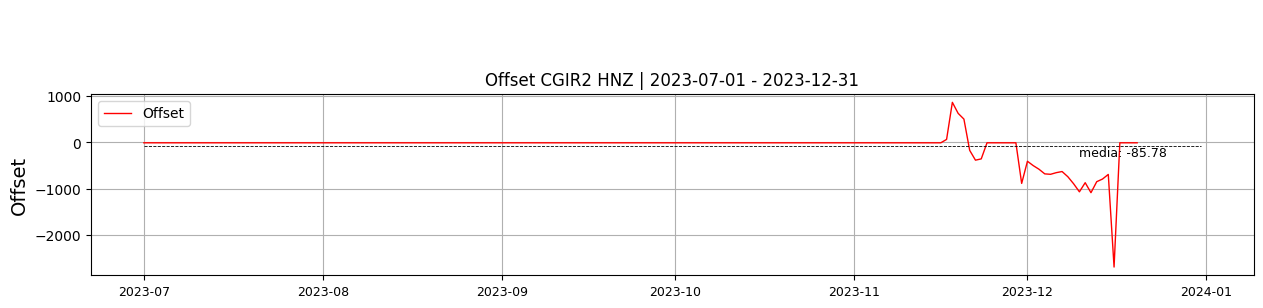 Offset CGIR2 HNZ | 2023-07-01 - 2023-12-31
Offset
1000
0
−1000
−2000
Offset
media: -85.78
2023-07
2023-08
2023-09
2023-10
2023-11
2023-12
2024-01